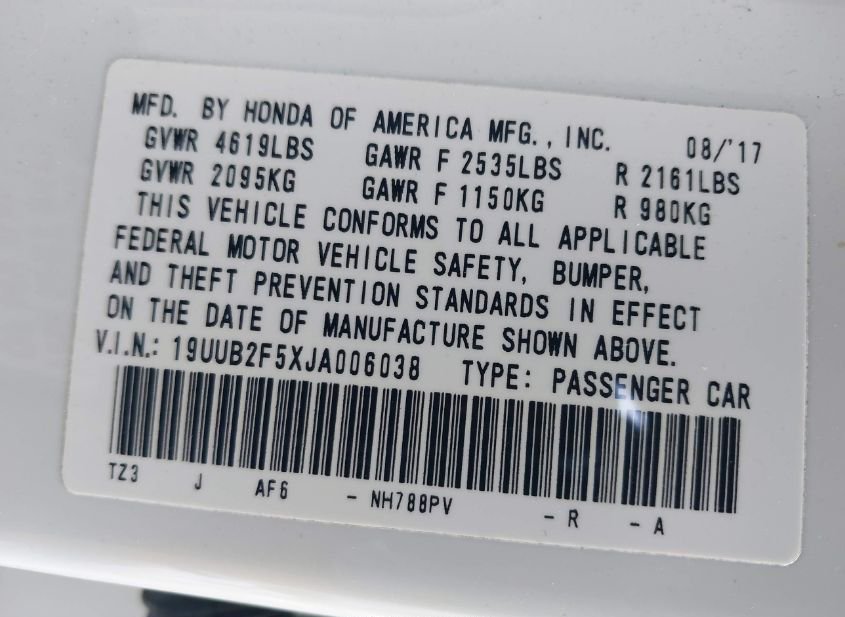 MFD. BY HONDA OF AMERICA MFG., INC. 08/'17
GVWR 4619LBS GAWR F 2535LBS R 2161LBS
GVWR 2095KG GAWR F 1150KG R 980KG
THIS VEHICLE CONFORMS TO ALL APPLICABLE
FEDERAL MOTOR VEHICLE SAFETY, BUMPER,
AND THEFT PREVENTION STANDARDS IN EFFECT
ON THE DATE OF MANUFACTURE SHOWN ABOVE.
V.I.N.: 19UUB2F5XJA006038 TYPE: PASSENGER CAR
TZ3 J AF6 - NH788PV - R - A